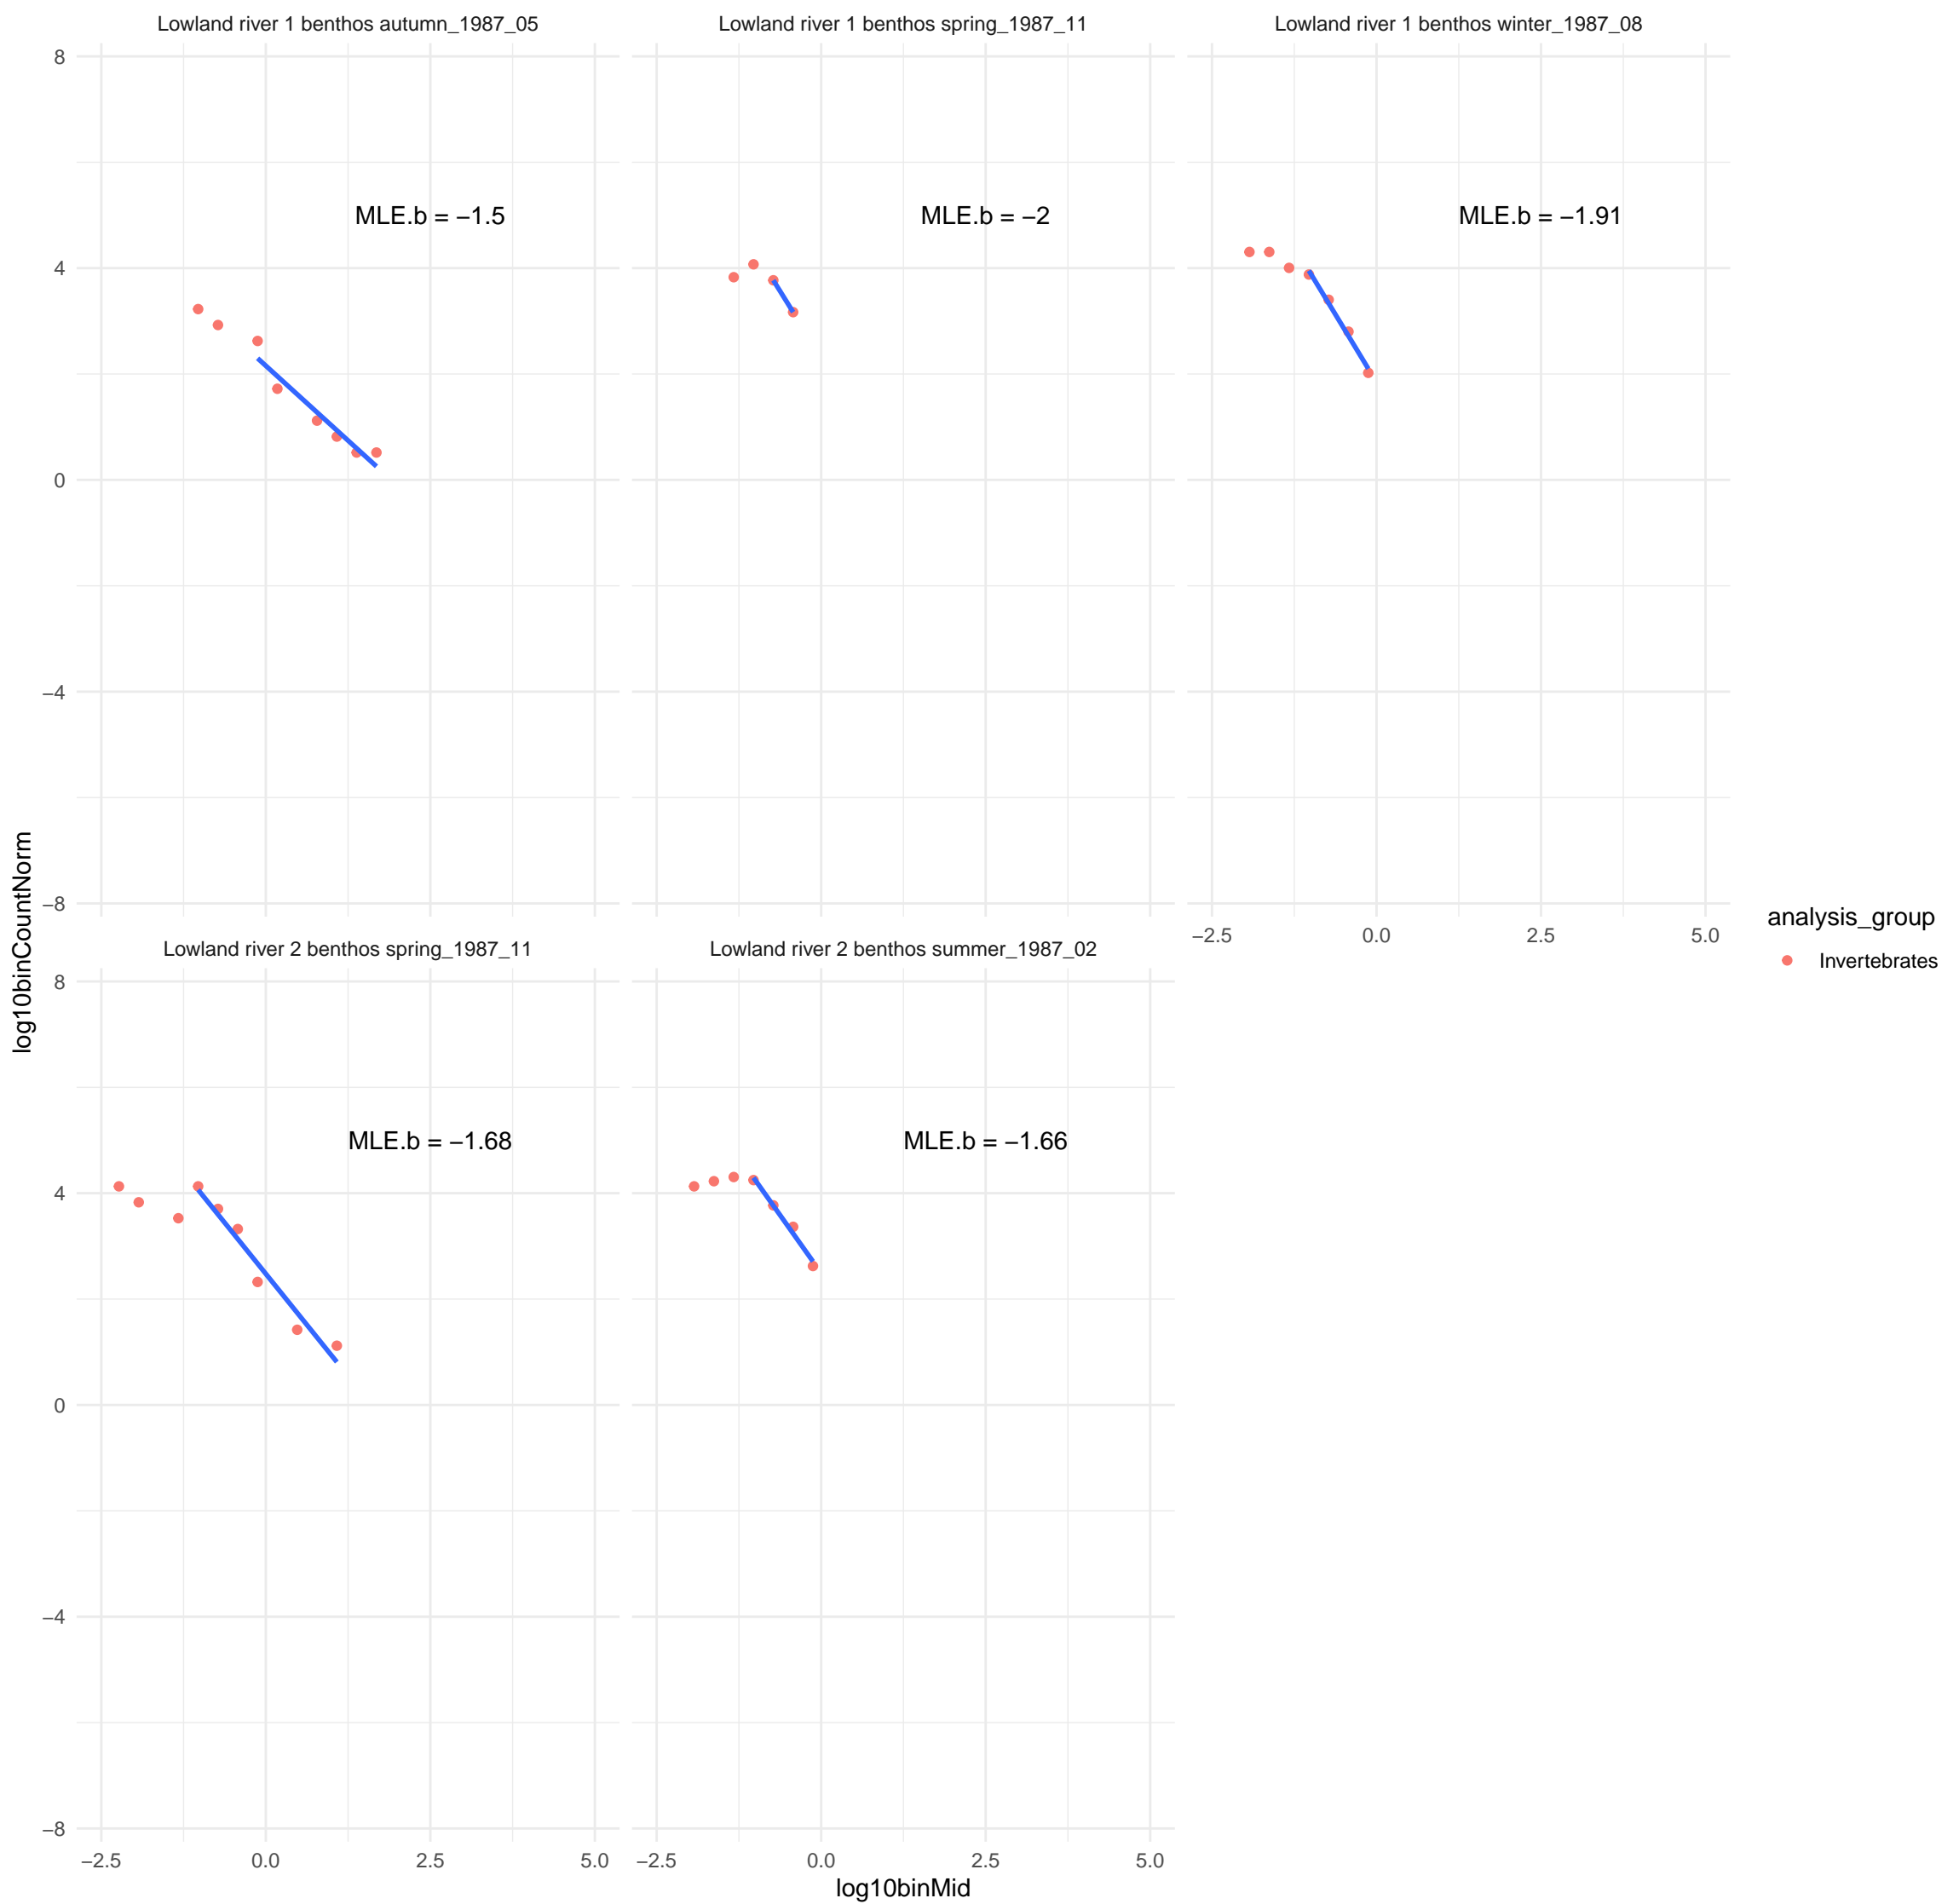 Lowland river 1 benthos autumn_1987_05
Lowland river 1 benthos spring_1987_11
Lowland river 1 benthos winter_1987_08
8
4
0
−4
−8
MLE.b = −1.5
MLE.b = −2
MLE.b = −1.91
−2.5
0.0
2.5
5.0
Lowland river 2 benthos spring_1987_11
Lowland river 2 benthos summer_1987_02
8
4
0
−4
−8
MLE.b = −1.68
MLE.b = −1.66
−2.5
0.0
2.5
5.0
−2.5
0.0
2.5
5.0
log10binMid
log10binCountNorm
analysis_group
Invertebrates